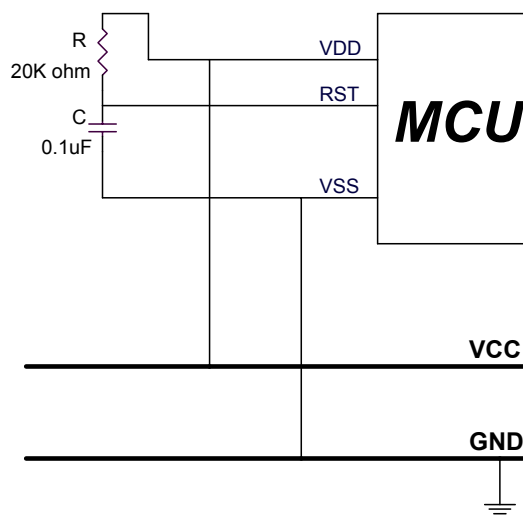 R
20K ohm
C
0.1uF
VDD
RST
VSS
MCU
VCC
GND